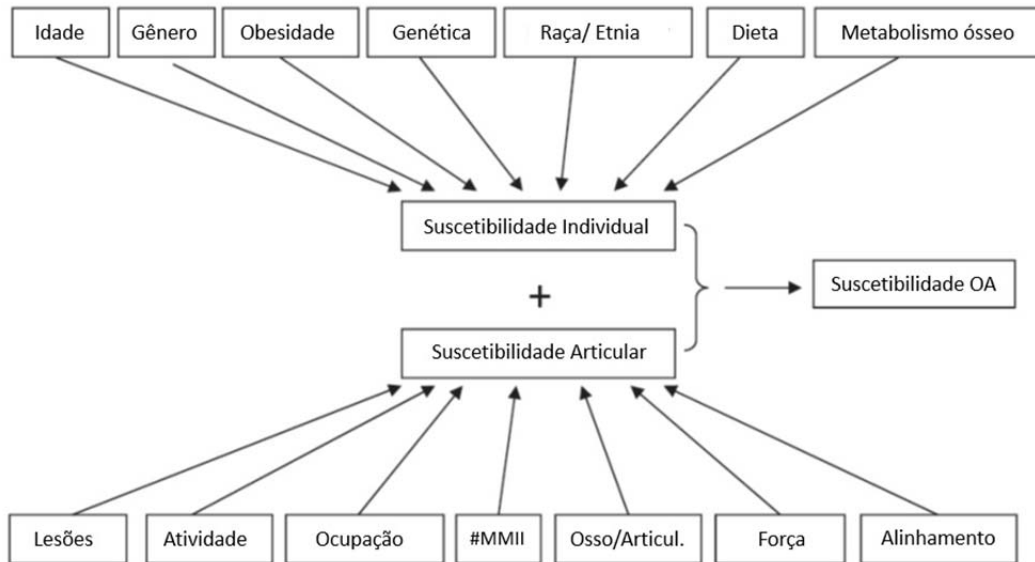 Idade
Gênero
Obesidade
Genética
Raça/ Etnia
Dieta
Metabolismo ósseo
Suscetibilidade Individual
+
Suscetibilidade OA
Suscetibilidade Articular
Lesões
Atividade
Ocupação
#MMII
Osso/Articul.
Força
Alinhamento